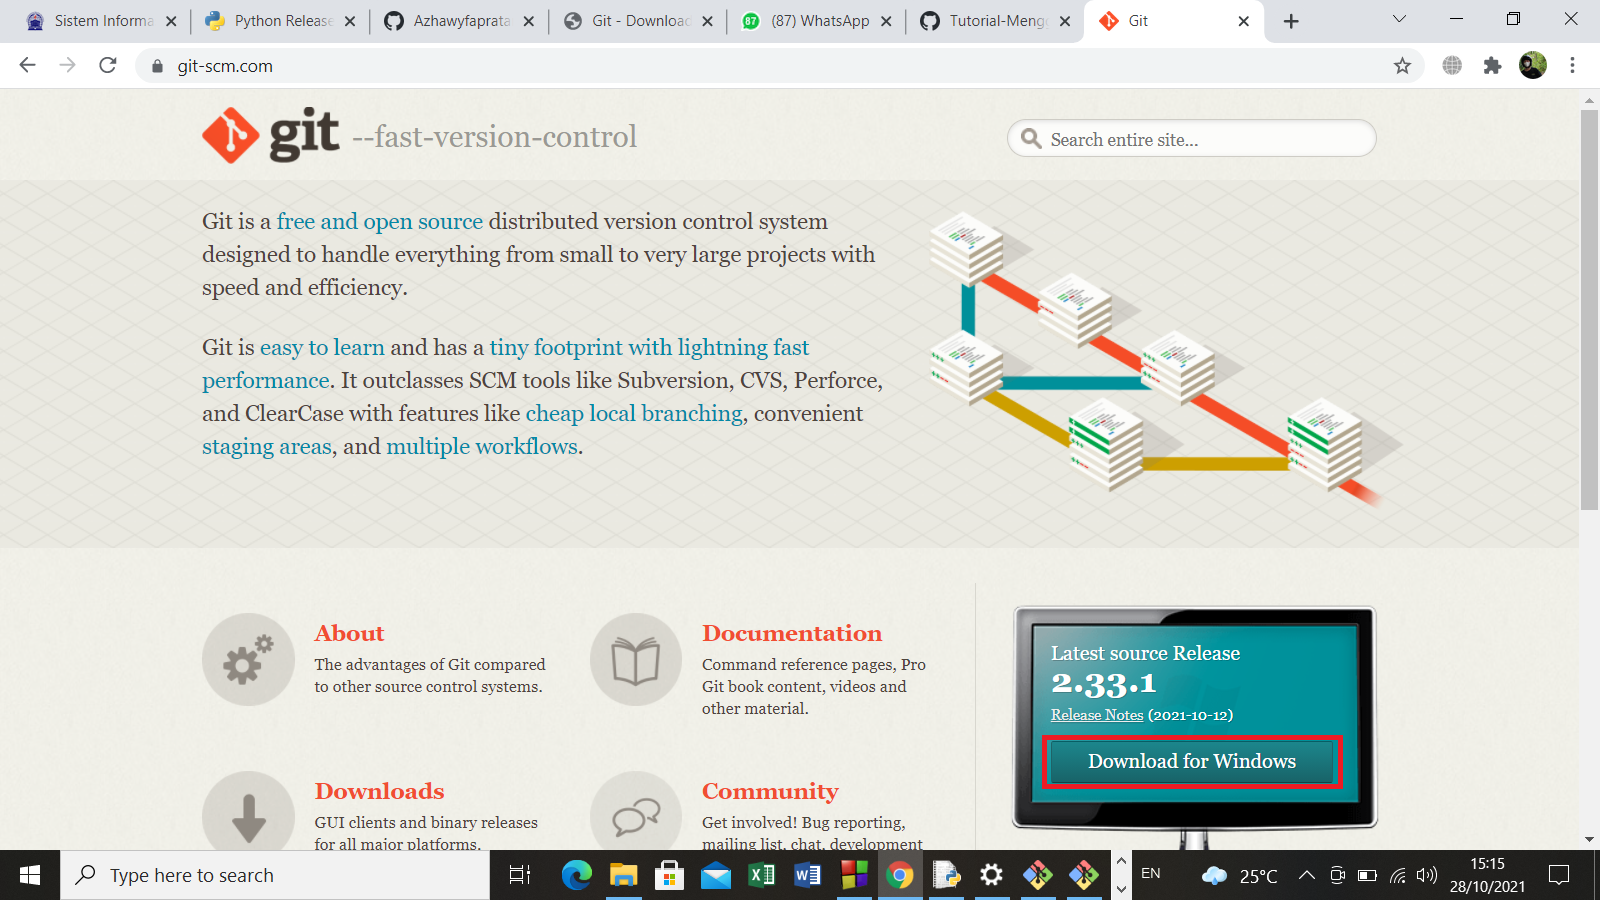 Sistem Informa
Python Release
Azhawyfaprata
Git - Download
(87) WhatsApp
Tutorial-Meng
Git
git-scm.com
git --fast-version-control
Search entire site...
Git is a free and open source distributed version control system
designed to handle everything from small to very large projects with
speed and efficiency.
Git is easy to learn and has a tiny footprint with lightning fast
performance. It outclasses SCM tools like Subversion, CVS, Perforce,
and ClearCase with features like cheap local branching, convenient
staging areas, and multiple workflows.
About
The advantages of Git compared
to other source control systems.
Documentation
Command reference pages, Pro
Git book content, videos and
other material.
Downloads
GUI clients and binary releases
for all major platforms.
Community
Get involved! Bug reporting,
mailing list, chat, development
Latest source Release
2.33.1
Release Notes (2021-10-12)
Download for Windows
Type here to search
EN
25°C
15:15
28/10/2021